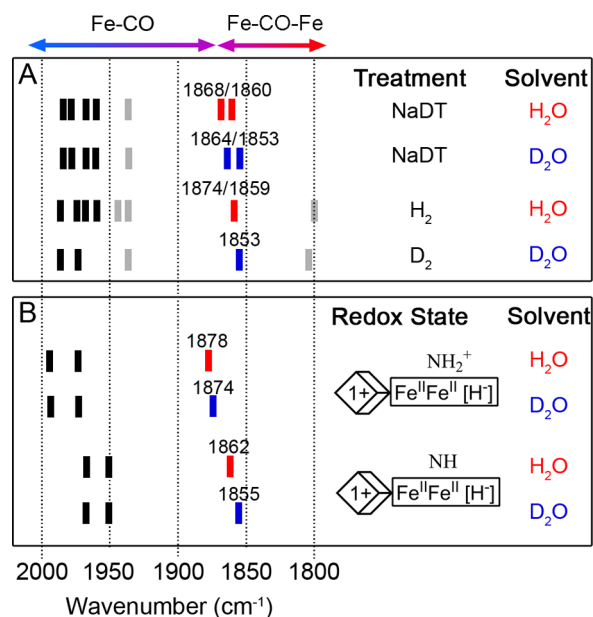 Fe-CO Fe-CO-Fe
A Treatment Solvent
1868/1860 NaDT H₂O
1864/1853 NaDT D₂O
1874/1859 H₂ H₂O
1853 D₂ D₂O
B Redox State Solvent
1878 NH₂⁺ H₂O
1+ FeᴵᴵFeᴵᴵ [H⁻]
1874 D₂O
1862 NH H₂O
1+ FeᴵᴵFeᴵᴵ [H⁻]
1855 D₂O
2000 1950 1900 1850 1800
Wavenumber (cm⁻¹)